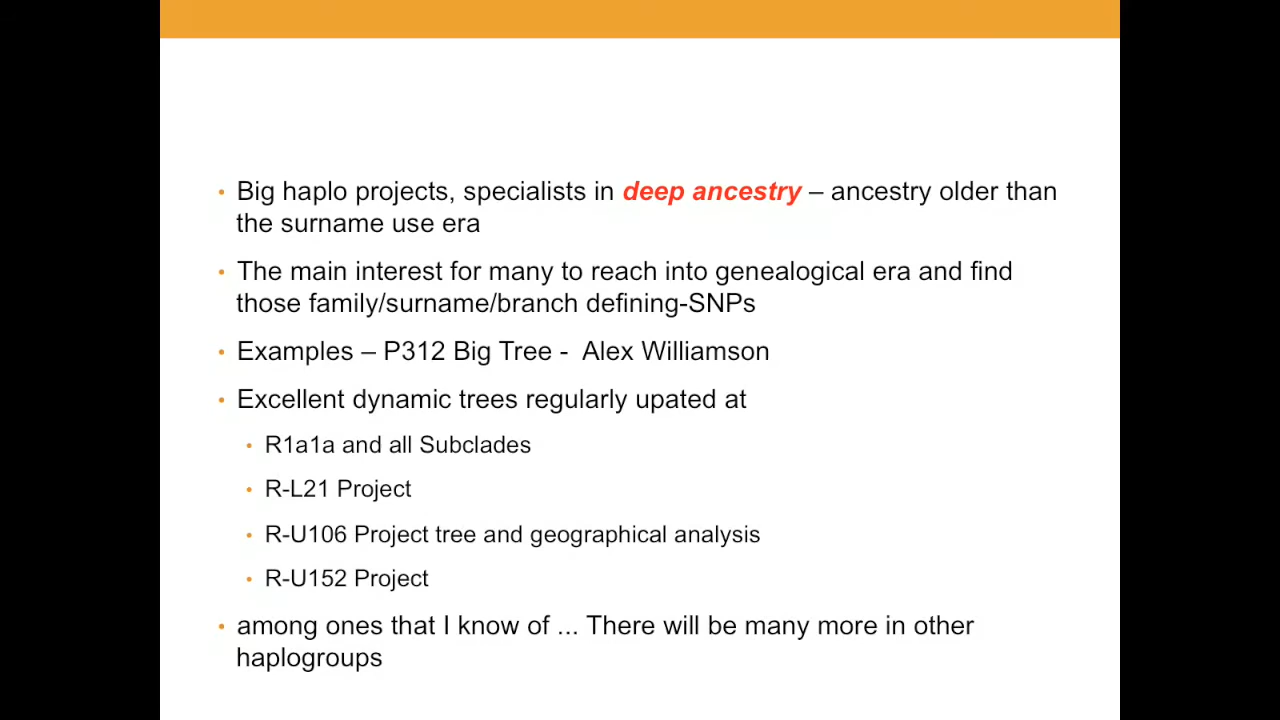 • Big haplo projects, specialists in deep ancestry – ancestry older than
the surname use era
• The main interest for many to reach into genealogical era and find
those family/surname/branch defining-SNPs
• Examples – P312 Big Tree -  Alex Williamson
• Excellent dynamic trees regularly upated at
• R1a1a and all Subclades
• R-L21 Project
• R-U106 Project tree and geographical analysis
• R-U152 Project
• among ones that I know of ... There will be many more in other
haplogroups